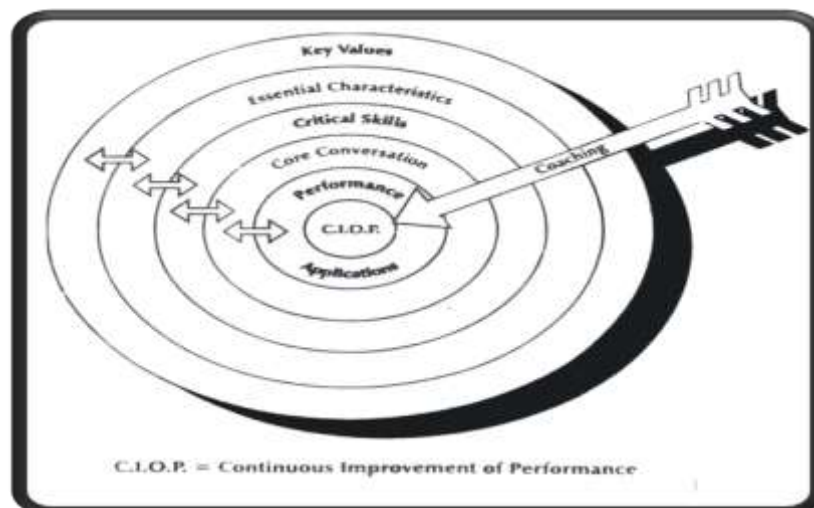 Key Values
Essential Characteristics
Critical Skills
Core Conversation
Performance
C.I.O.P.
Applications
Coaching
C.I.O.P. = Continuous Improvement of Performance